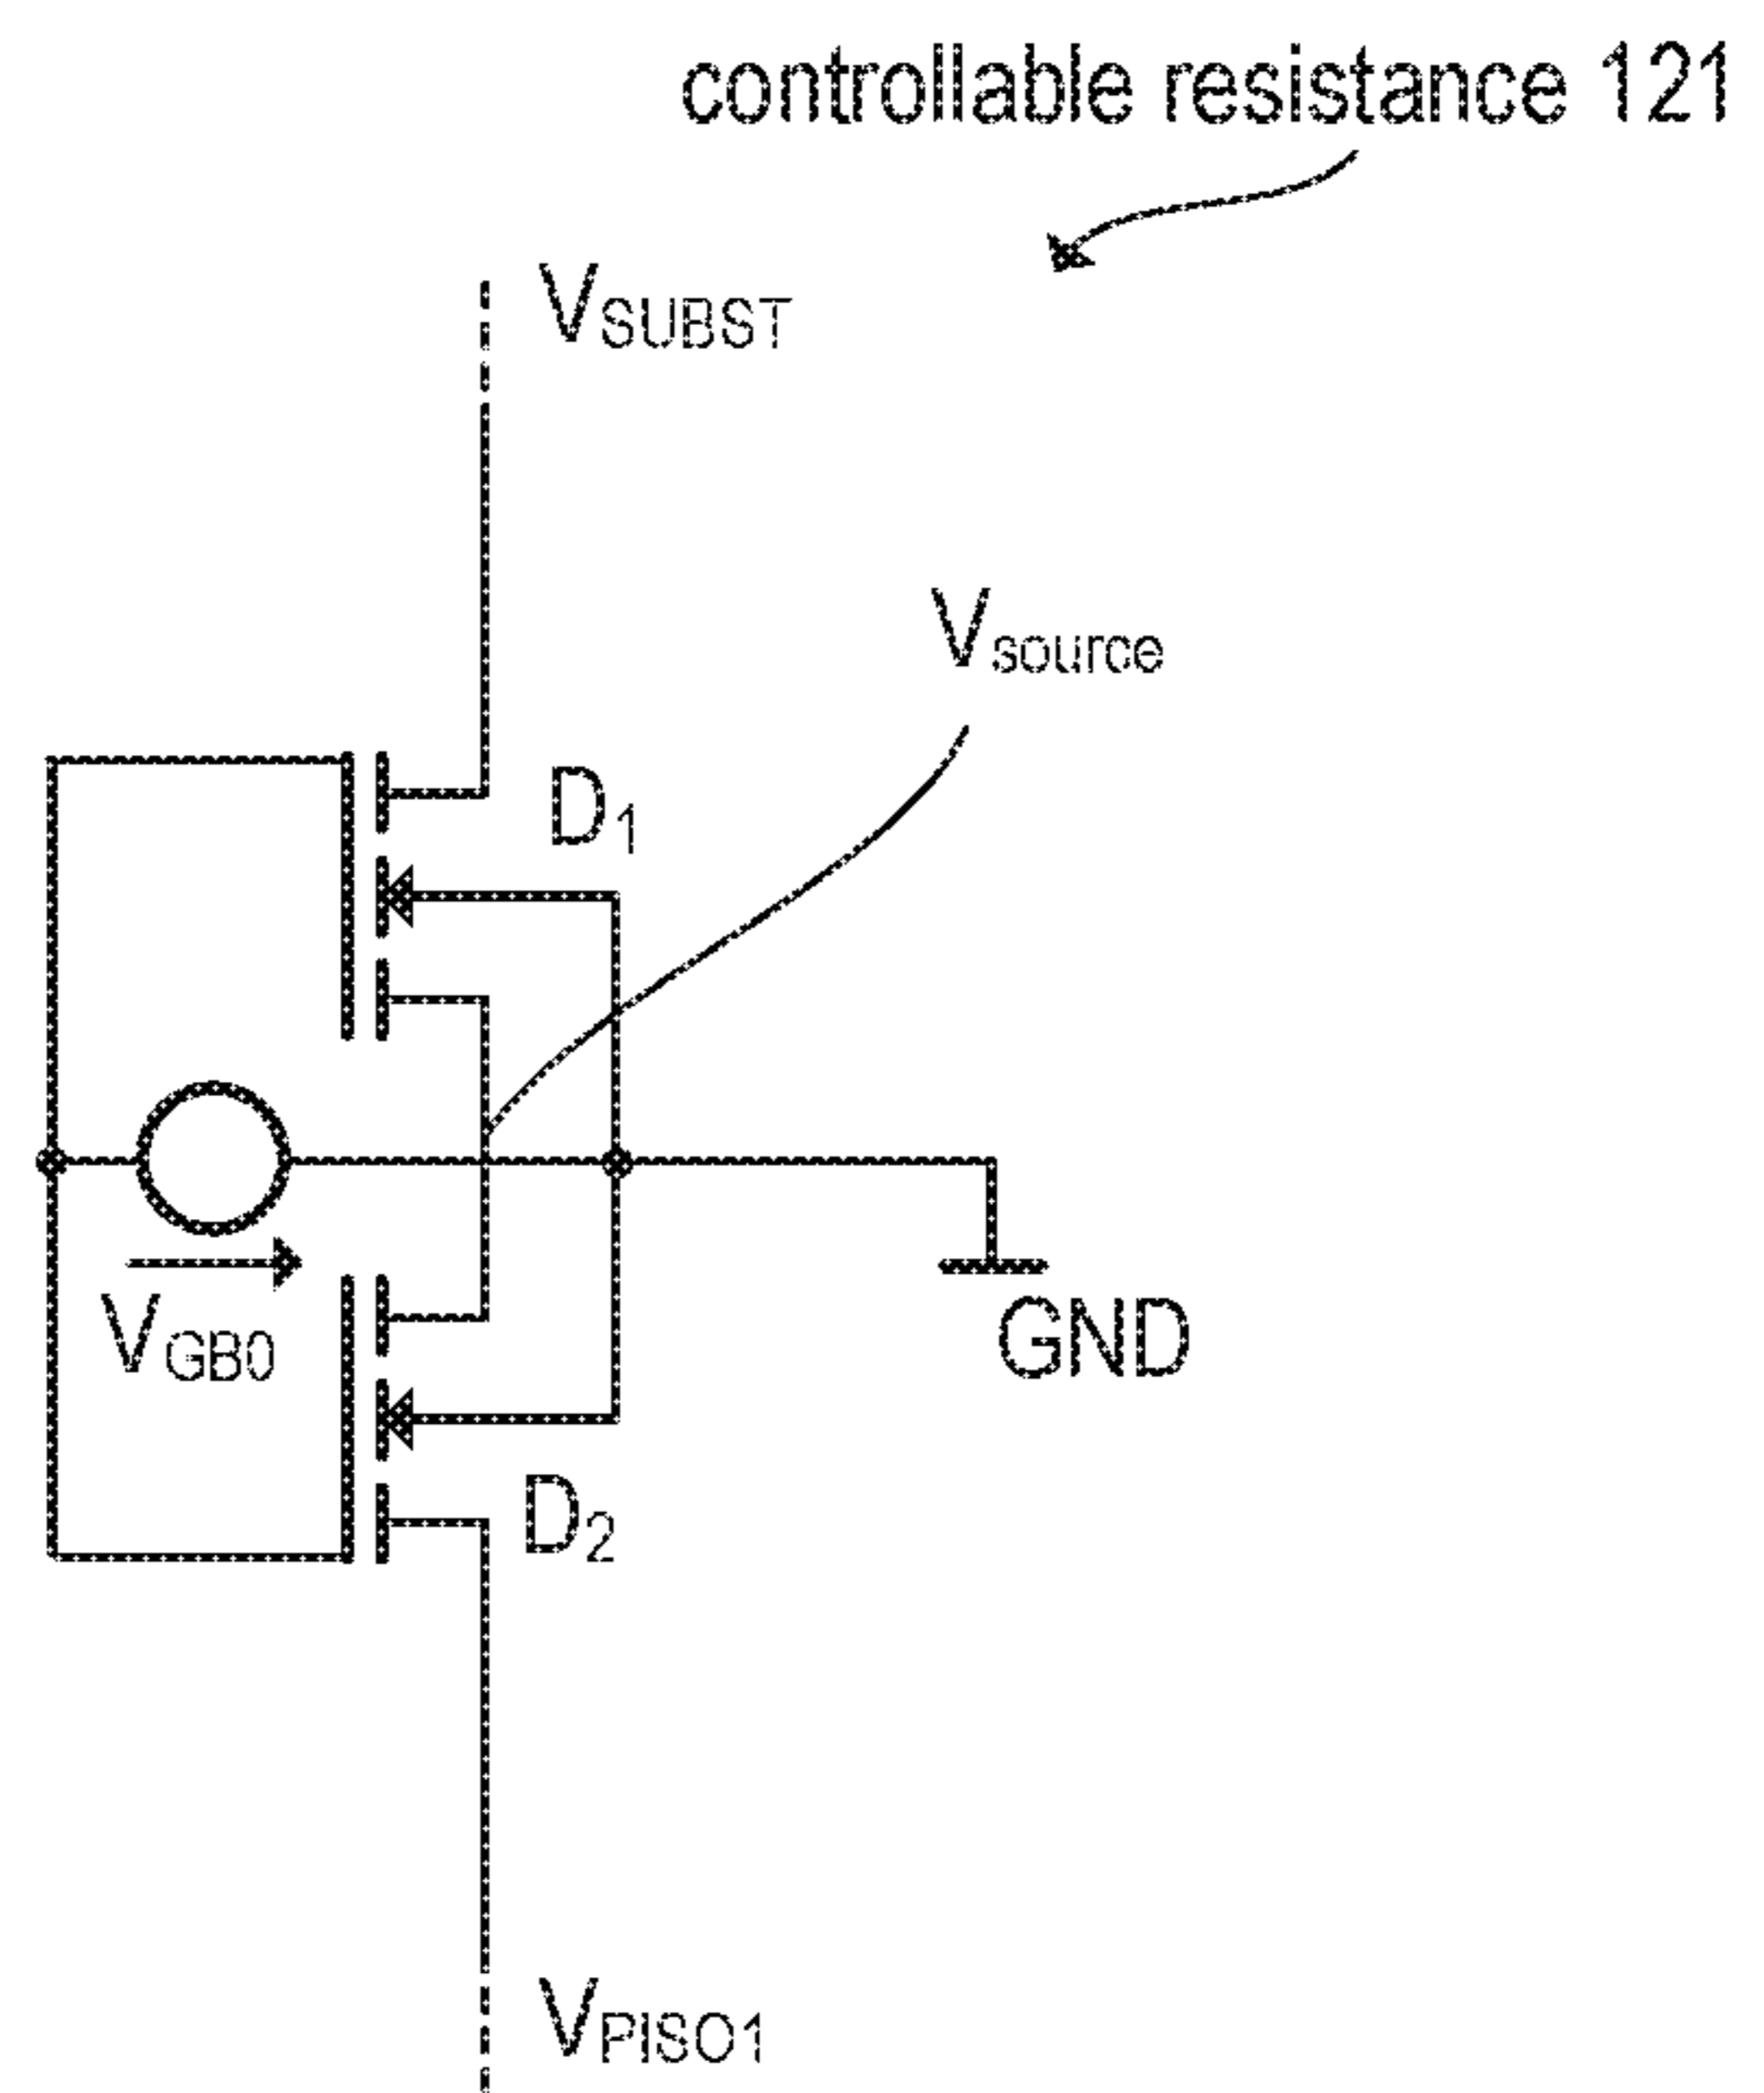 controllable resistance 121
VSUBST
Vsource
D1
VGB0
GND
D2
VPISO1